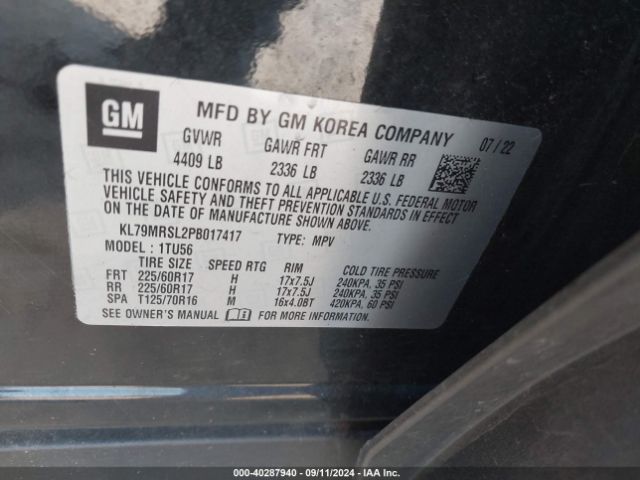 GM
MFD BY GM KOREA COMPANY 07 / 22
GVWR GAWR FRT GAWR RR
4409 LB 2336 LB 2336 LB
THIS VEHICLE CONFORMS TO ALL APPLICABLE U.S. FEDERAL MOTOR
VEHICLE SAFETY AND THEFT PREVENTION STANDARDS IN EFFECT
ON THE DATE OF MANUFACTURE SHOWN ABOVE.
KL79MRSL2PB017417 TYPE: MPV
MODEL : 1TU56
TIRE SIZE SPEED RTG RIM COLD TIRE PRESSURE
FRT 225/60R17 H 17x7.5J 240KPA, 35 PSI
RR 225/60R17 H 17x7.5J 240KPA, 35 PSI
SPA T125/70R16 M 16x4.08T 420KPA, 60 PSI
SEE OWNER'S MANUAL FOR MORE INFORMATION.
000-40287940 - 09/11/2024 - IAA Inc.